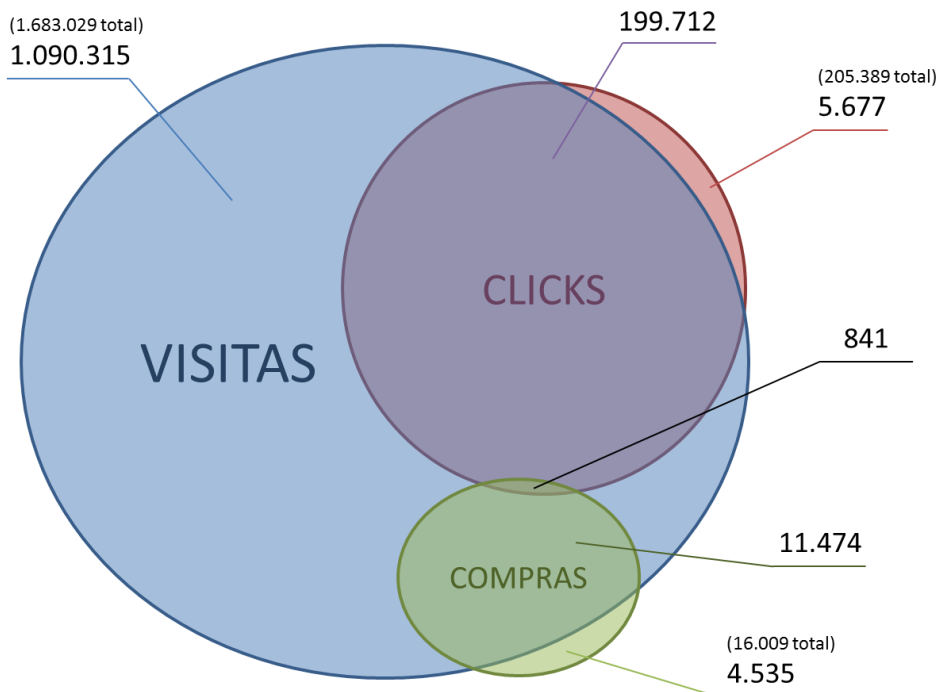 (1.683.029 total)
1.090.315
199.712
(205.389 total)
5.677
CLICKS
841
VISITAS
11.474
COMPRAS
(16.009 total)
4.535